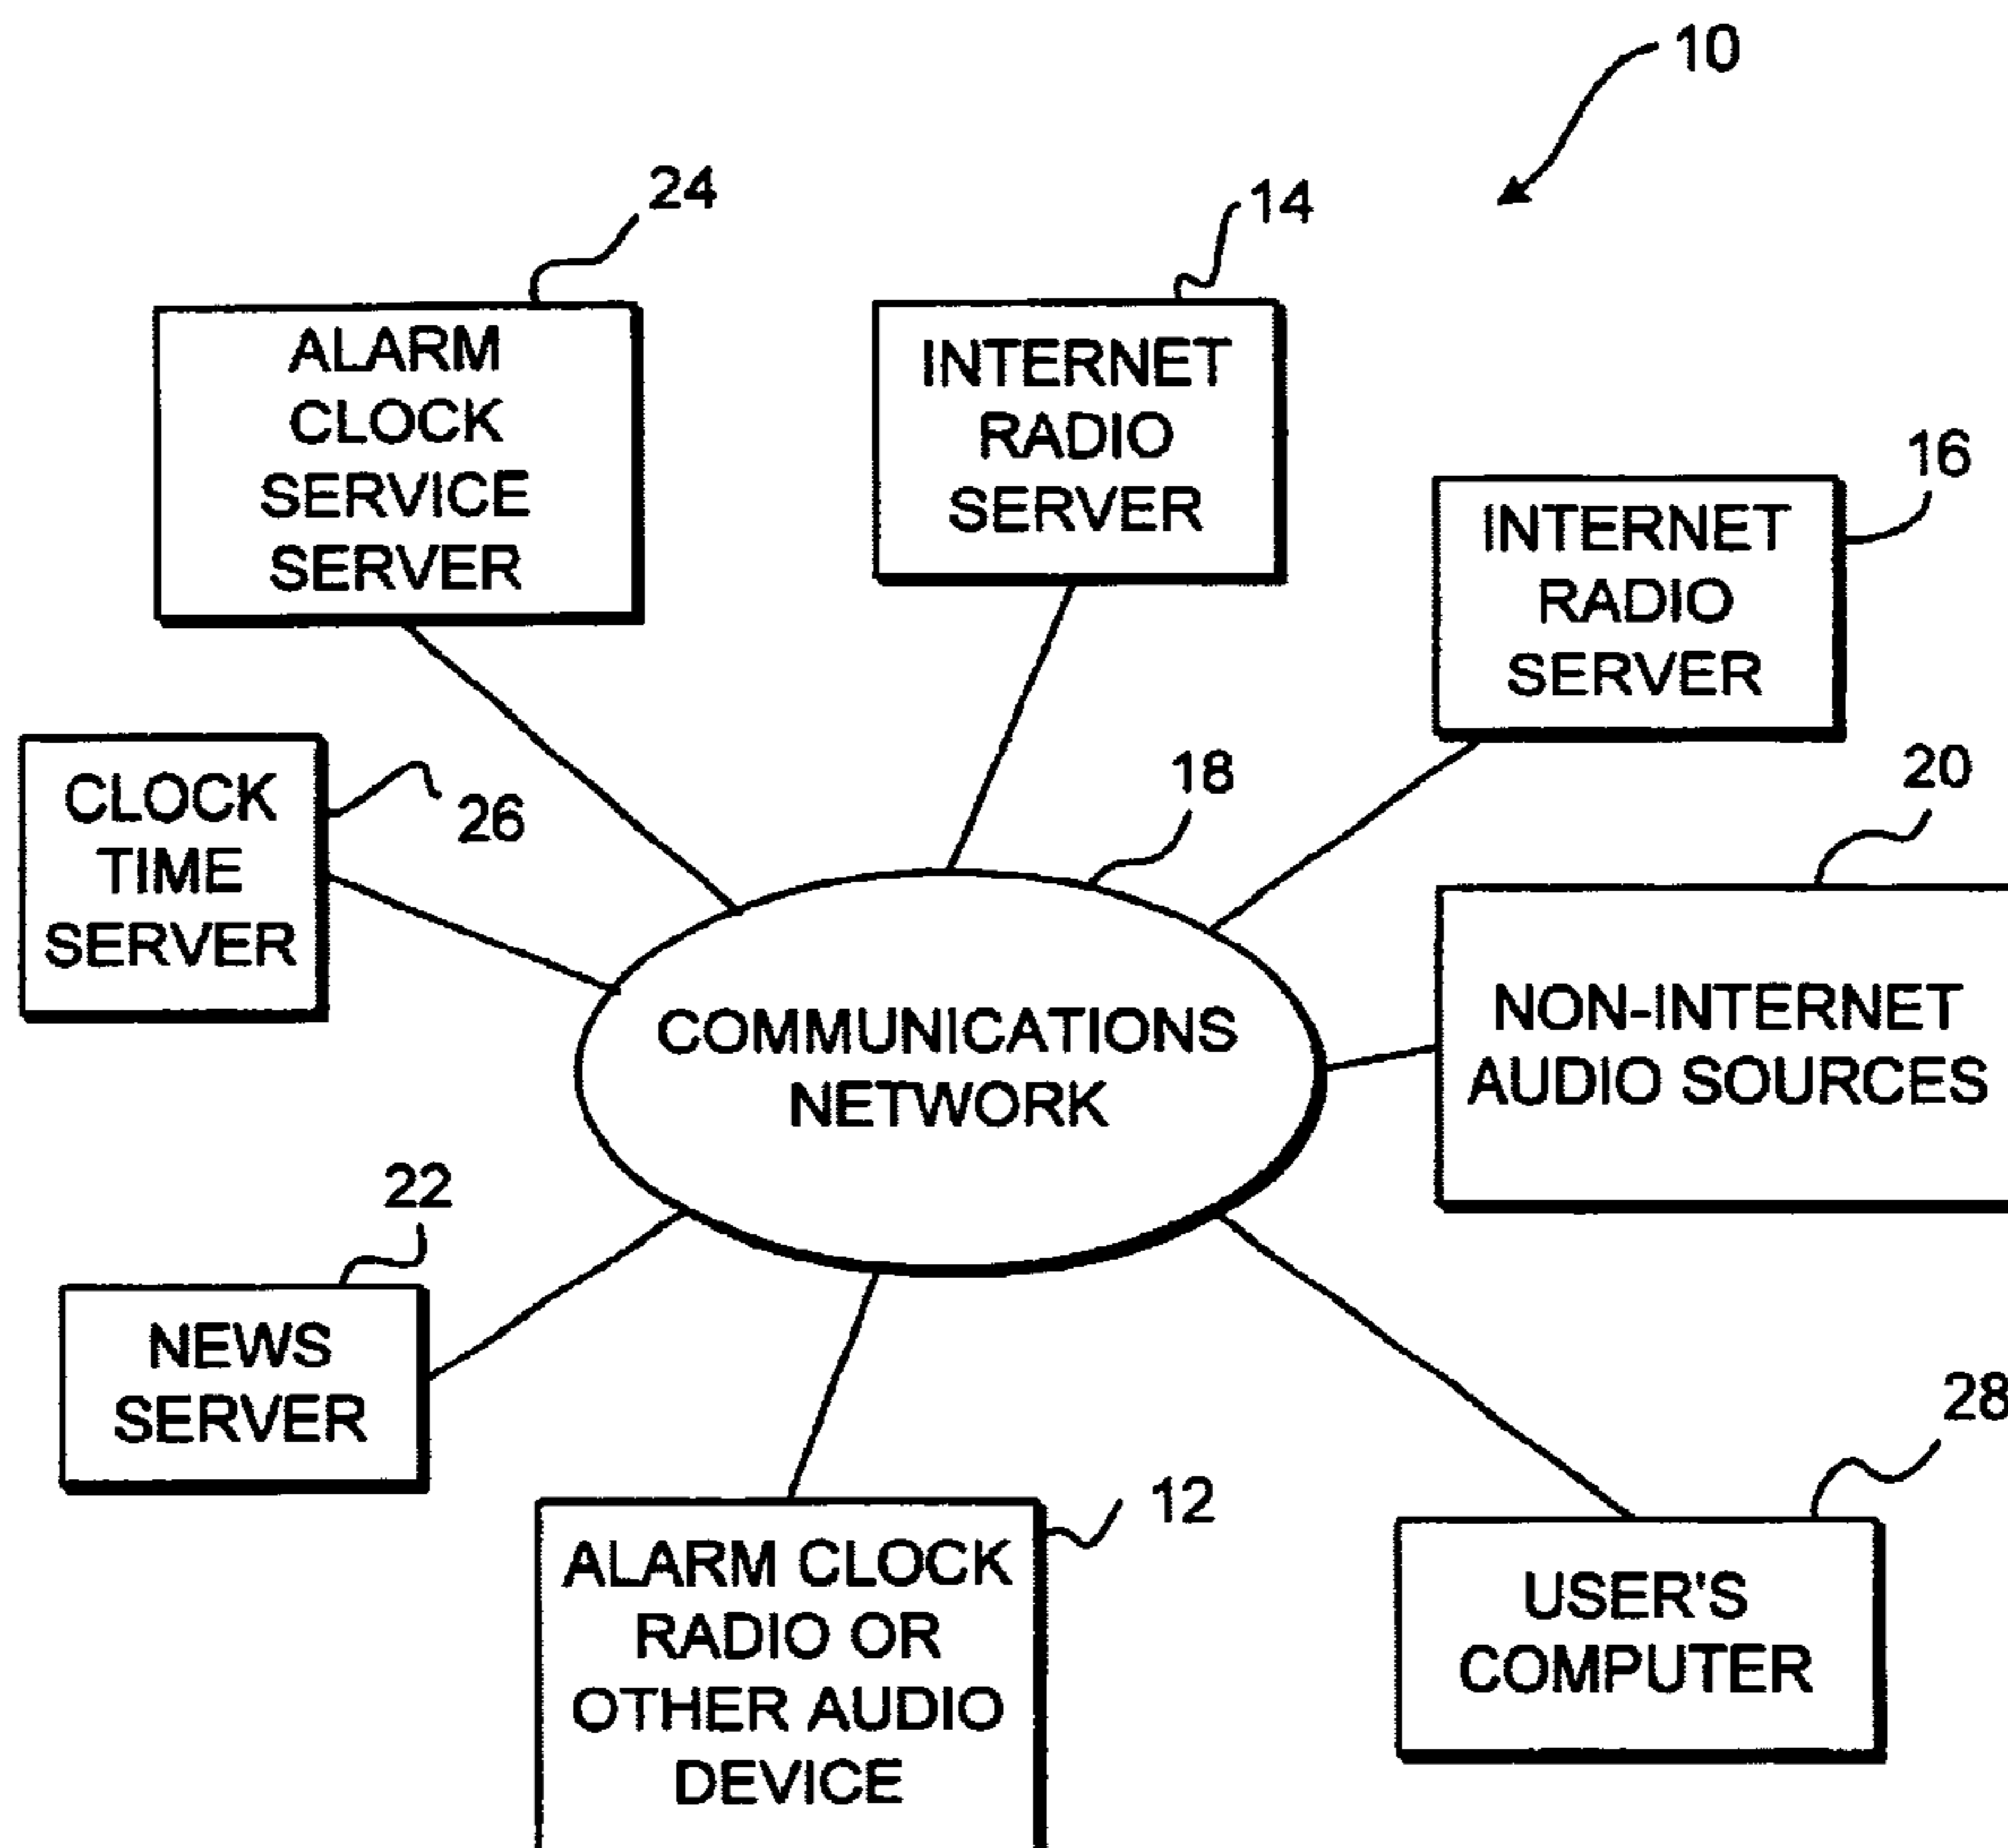 10
24
14
ALARM
CLOCK
SERVICE
SERVER
INTERNET
RADIO
SERVER
16
INTERNET
RADIO
SERVER
CLOCK
TIME
SERVER
26
18
20
COMMUNICATIONS
NETWORK
NON-INTERNET
AUDIO SOURCES
22
NEWS
SERVER
12
ALARM CLOCK
RADIO OR
OTHER AUDIO
DEVICE
28
USER'S
COMPUTER